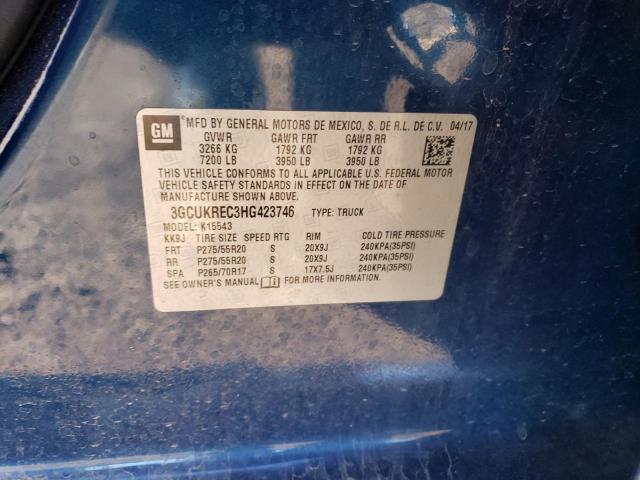 GM
® MFD BY GENERAL MOTORS DE MEXICO, S. DE R.L. DE C.V. 04/17
GVWR GAWR FRT GAWR RR
3266 KG 1792 KG 1792 KG
7200 LB 3950 LB 3950 LB
THIS VEHICLE CONFORMS TO ALL APPLICABLE U.S. FEDERAL MOTOR
VEHICLE SAFETY STANDARDS IN EFFECT ON THE DATE OF
MANUFACTURE SHOWN ABOVE.
3GCUKREC3HG423746 TYPE: TRUCK
MODEL: K15543
KK9J TIRE SIZE SPEED RTG RIM COLD TIRE PRESSURE
FRT P275/55R20 S 20X9J 240KPA(35PSI)
RR P275/55R20 S 20X9J 240KPA(35PSI)
SPA P265/70R17 S 17X7.5J 240KPA(35PSI)
SEE OWNER'S MANUAL FOR MORE INFORMATION.